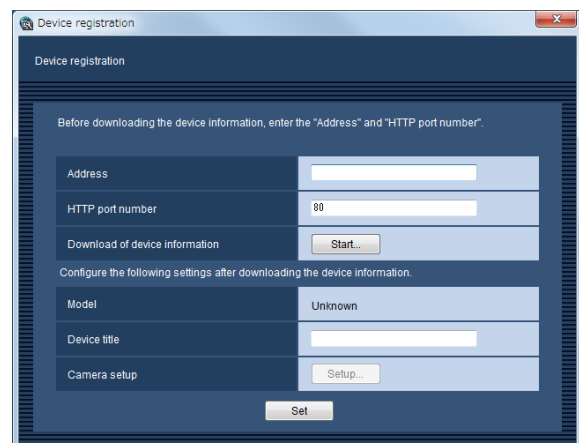 Device registration
Device registration
Before downloading the device information, enter the "Address" and "HTTP port number".
Address
HTTP port number 80
Download of device information Start...
Configure the following settings after downloading the device information.
Model Unknown
Device title
Camera setup Setup...
Set